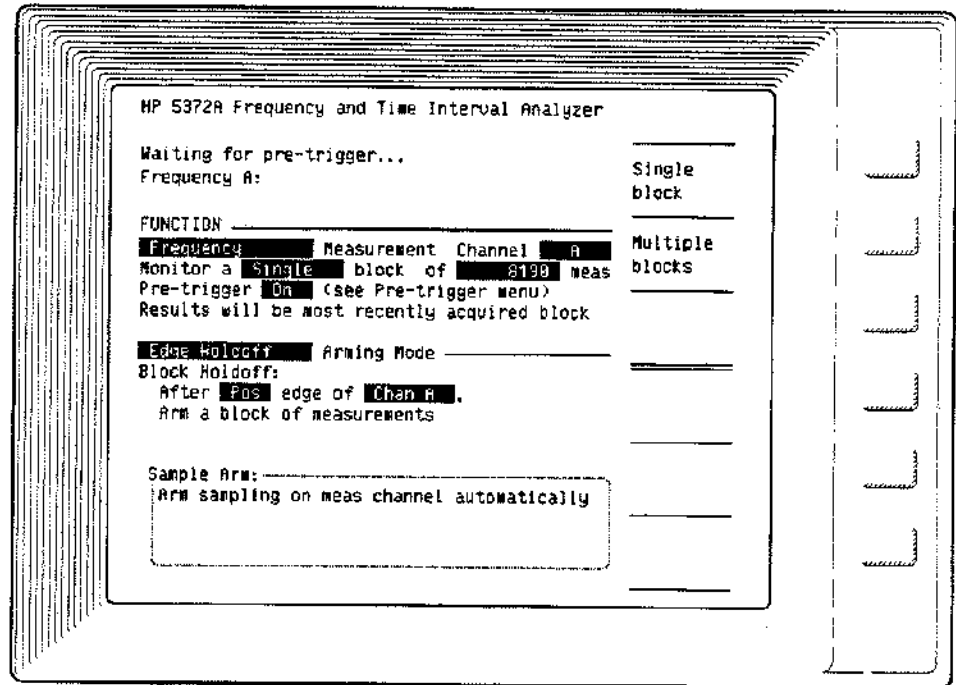 HP 5372A Frequency and Time Interval Analyzer
Waiting for pre-trigger...
Frequency A:
FUNCTION
Frequency Measurement Channel A
Monitor a Single block of 8190 meas
Pre-trigger On (see Pre-trigger menu)
Results will be most recently acquired block
Edge Holdoff Arming Mode
Block Holdoff:
After Pos edge of Chan A,
Arm a block of measurements
Sample Arm:
Arm sampling on meas channel automatically
Single
block
Multiple
blocks